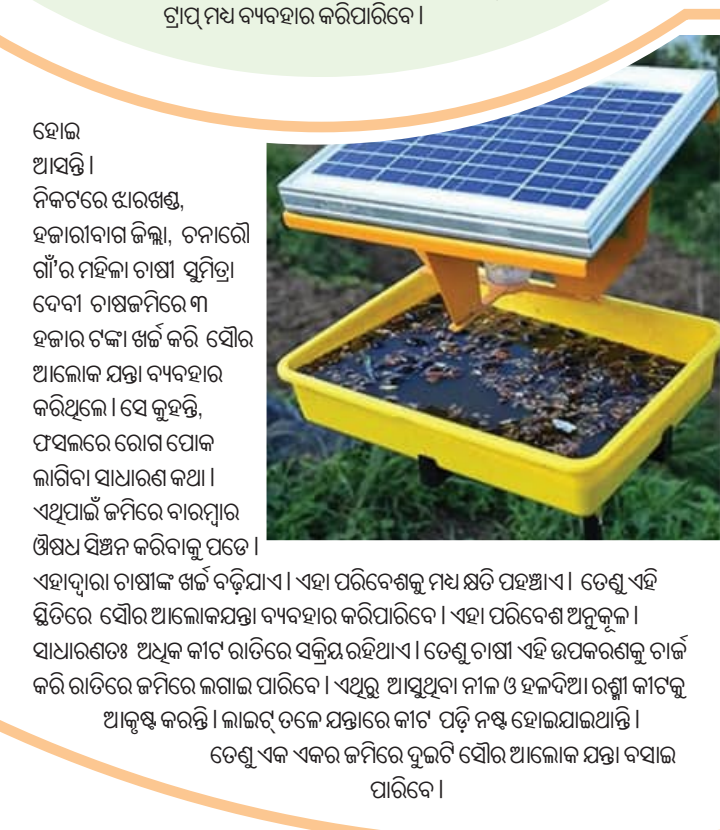 ଟ୍ରାପ୍ ମଧ୍ୟ ବ୍ୟବହାର କରିପାରିବେ ।
ହୋଇ
ଆସନ୍ତି ।
ନିକଟରେ ଝାରଖଣ୍ଡ,
ହଜାରୀବାଗ ଜିଲ୍ଲା, ଚନାରୌ
ଗାଁ'ର ମହିଳା ଚାଷୀ ସୁମିତ୍ରା
ଦେବୀ ଚାଷଜମିରେ ୩
ହଜାର ଟଙ୍କା ଖର୍ଚ୍ଚ କରି ସୌର
ଆଲୋକ ଯନ୍ତା ବ୍ୟବହାର
କରିଥିଲେ । ସେ କୁହନ୍ତି,
ଫସଲରେ ରୋଗ ପୋକ
ଲାଗିବା ସାଧାରଣ କଥା ।
ଏଥିପାଇଁ ଜମିରେ ବାରମ୍ବାର
ଔଷଧ ସିଞ୍ଚନ କରିବାକୁ ପଡେ ।
ଏହାଦ୍ୱାରା ଚାଷୀଙ୍କ ଖର୍ଚ୍ଚ ବଢ଼ିଯାଏ । ଏହା ପରିବେଶକୁ ମଧ୍ୟ କ୍ଷତି ପହଞ୍ଚାଏ । ତେଣୁ ଏହି
ସ୍ଥିତିରେ ସୌର ଆଲୋକଯନ୍ତା ବ୍ୟବହାର କରିପାରିବେ । ଏହା ପରିବେଶ ଅନୁକୂଳ ।
ସାଧାରଣତଃ ଅଧିକ କୀଟ ରାତିରେ ସକ୍ରିୟ ରହିଥାଏ । ତେଣୁ ଚାଷୀ ଏହି ଉପକରଣକୁ ଚାର୍ଜ
କରି ରାତିରେ ଜମିରେ ଲଗାଇ ପାରିବେ । ଏଥିରୁ ଆସୁଥିବା ନୀଳ ଓ ହଳଦିଆ ରଶ୍ମୀ କୀଟକୁ
ଆକୃଷ୍ଟ କରନ୍ତି । ଲାଇଟ୍ ତଳେ ଯନ୍ତାରେ କୀଟ ପଡ଼ି ନଷ୍ଟ ହୋଇଯାଇଥାନ୍ତି ।
ତେଣୁ ଏକ ଏକର ଜମିରେ ଦୁଇଟି ସୌର ଆଲୋକ ଯନ୍ତା ବସାଇ
ପାରିବେ ।